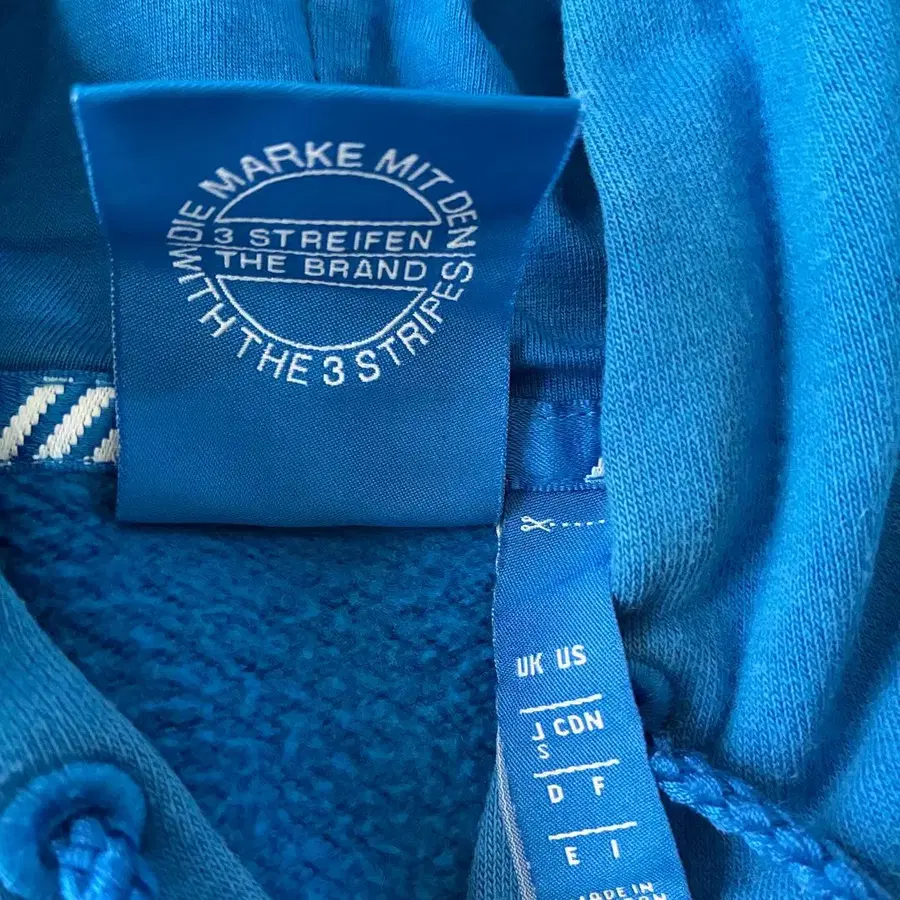 DIE MARKE MIT DEN
3 STREIFEN
THE BRAND
WITH THE 3 STRIPES
UK US
J CDN
S
D F
E I
MADE IN